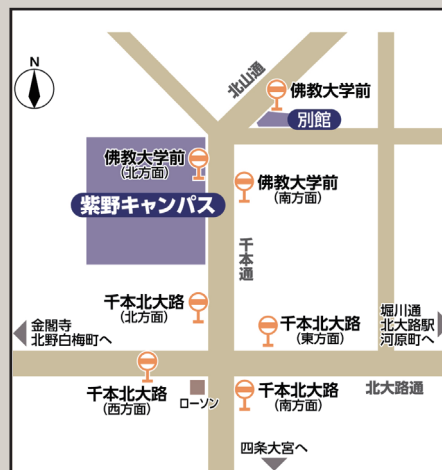 N
北山通
佛教大学前
別館
佛教大学前
(北方面)
佛教大学前
(南方面)
紫野キャンパス
千本通
千本北大路
(北方面)
千本北大路
(東方面)
堀川通
北大路駅
河原町へ
金閣寺
北野白梅町へ
千本北大路
(西方面)
ローソン
千本北大路
(南方面)
北大路通
四条大宮へ